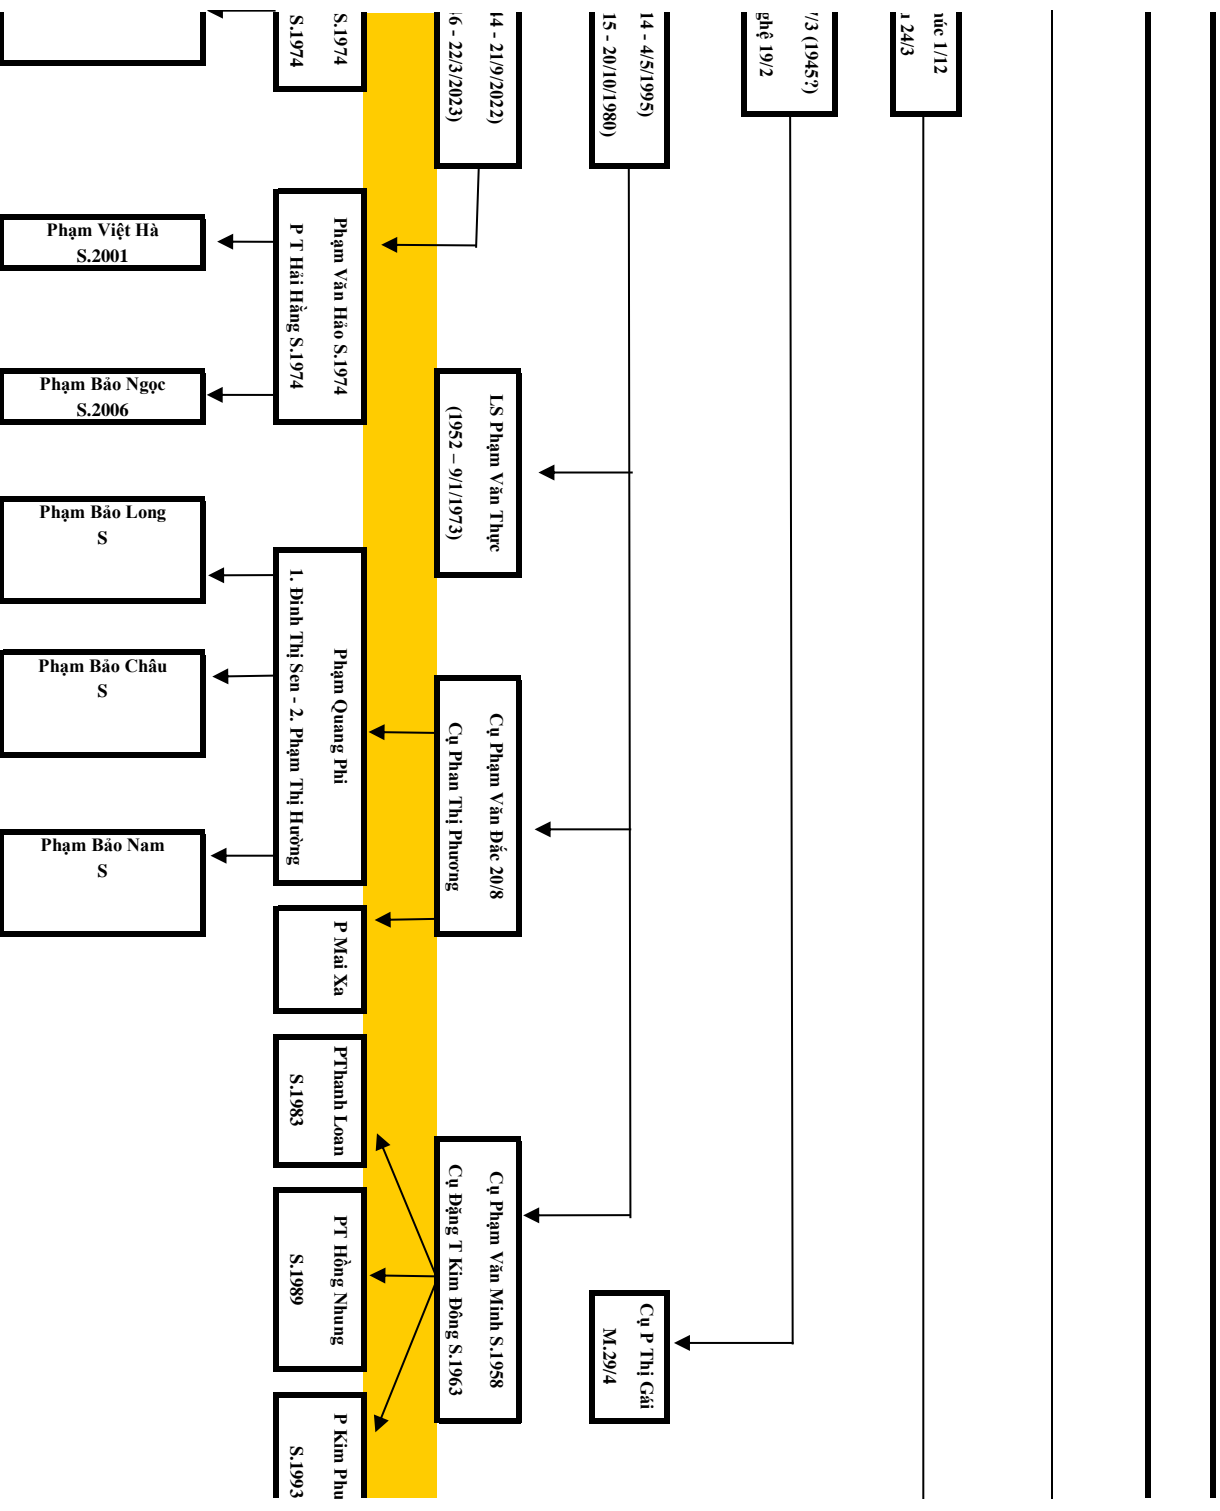 S.1974
S.1974
14 - 21/9/2022)
16 - 22/3/2023)
14 - 4/5/1995)
15 - 20/10/1980)
7/3 (1945?)
ghệ 19/2
núc 1/12
24/3
Phạm Việt Hà
S.2001
Phạm Bảo Ngọc
S.2006
Phạm Bảo Long
S
Phạm Bảo Châu
S
Phạm Bảo Nam
S
Phạm Văn Hảo S.1974
P T Hải Hằng S.1974
Phạm Quang Phi
1. Đinh Thị Sen - 2. Phạm Thị Hường
P Mai Xa
PThanh Loan
S.1983
PT Hồng Nhung
S.1989
P Kim Phu
S.1993
LS Phạm Văn Thực
(1952 – 9/1/1973)
Cụ Phạm Văn Đắc 20/8
Cụ Phan Thị Phương
Cụ Phạm Văn Minh S.1958
Cụ Đặng T Kim Đông S.1963
Cụ P Thị Gái
M.29/4